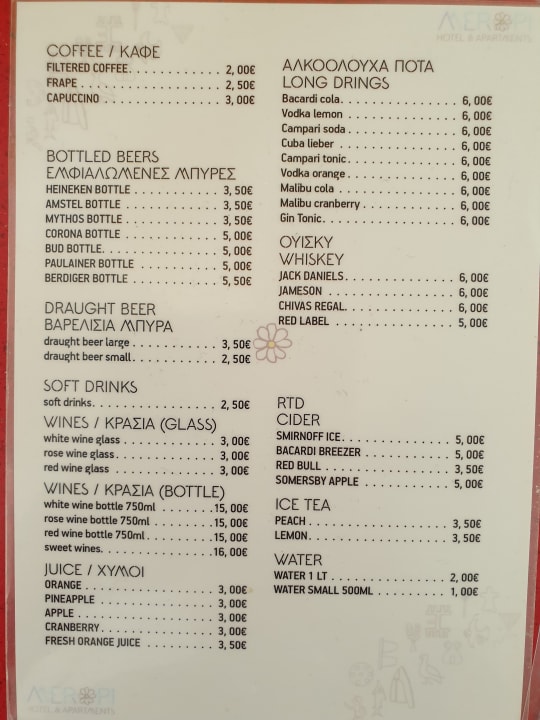 MEROPI
HOTEL & APARTMENTS
COFFEE / ΚΑΦΕ
FILTERED COFFEE. . . . . . . . . . . . 2,00€
FRAPE . . . . . . . . . . . . . . . . . . 2,50€
CAPUCCINO . . . . . . . . . . . . . . . 3,00€
BOTTLED BEERS
ΕΜΦΙΑΛΩΜΕΝΕΣ ΜΠΥΡΕΣ
HEINEKEN BOTTLE . . . . . . . . . . . 3,50€
AMSTEL BOTTLE . . . . . . . . . . . . 3,50€
MYTHOS BOTTLE . . . . . . . . . . . . 3,50€
CORONA BOTTLE . . . . . . . . . . . . 5,00€
BUD BOTTLE. . . . . . . . . . . . . . . 5,00€
PAULAINER BOTTLE . . . . . . . . . . 5,00€
BERDIGER BOTTLE . . . . . . . . . . . 5,50€
DRAUGHT BEER
ΒΑΡΕΛΙΣΙΑ ΜΠΥΡΑ
draught beer large . . . . . . . . . . . 3,50€
draught beer small. . . . . . . . . . . 2,50€
SOFT DRINKS
soft drinks. . . . . . . . . . . . . . . . 2,50€
WINES / ΚΡΑΣΙΑ (GLASS)
white wine glass . . . . . . . . . . . . 3,00€
rose wine glass. . . . . . . . . . . . . 3,00€
red wine glass . . . . . . . . . . . . . 3,00€
WINES / ΚΡΑΣΙΑ (BOTTLE)
white wine bottle 750ml . . . . . . . .15,00€
rose wine bottle 750ml . . . . . . . . .15,00€
red wine bottle 750ml . . . . . . . . . .15,00€
sweet wines. . . . . . . . . . . . . . . 16,00€
JUICE / ΧΥΜΟΙ
ORANGE . . . . . . . . . . . . . . . . . 3,00€
PINEAPPLE . . . . . . . . . . . . . . . 3,00€
APPLE . . . . . . . . . . . . . . . . . . 3,00€
CRANBERRY. . . . . . . . . . . . . . . 3,00€
FRESH ORANGE JUICE . . . . . . . . . 3,50€
ΑΛΚΟΟΛΟΥΧΑ ΠΟΤΑ
LONG DRINGS
Bacardi cola. . . . . . . . . . . . . . . 6,00€
Vodka lemon . . . . . . . . . . . . . . 6,00€
Campari soda . . . . . . . . . . . . . . 6,00€
Cuba lieber . . . . . . . . . . . . . . . 6,00€
Campari tonic. . . . . . . . . . . . . . 6,00€
Vodka orange . . . . . . . . . . . . . . 6,00€
Malibu cola . . . . . . . . . . . . . . . 6,00€
Malibu cranberry . . . . . . . . . . . . 6,00€
Gin Tonic. . . . . . . . . . . . . . . . . 6,00€
ΟΥΙΣΚΥ
WHISKEY
JACK DANIELS. . . . . . . . . . . . . . 6,00€
JAMESON . . . . . . . . . . . . . . . . 6,00€
CHIVAS REGAL. . . . . . . . . . . . . . 6,00€
RED LABEL . . . . . . . . . . . . . . . 5,00€
RTD
CIDER
SMIRNOFF ICE. . . . . . . . . . . . . . 5,00€
BACARDI BREEZER . . . . . . . . . . . 5,00€
RED BULL . . . . . . . . . . . . . . . . 3,50€
SOMERSBY APPLE . . . . . . . . . . . . 5,00€
ICE TEA
PEACH . . . . . . . . . . . . . . . . . . 3,50€
LEMON. . . . . . . . . . . . . . . . . . 3,50€
WATER
WATER 1 LT . . . . . . . . . . . . . . . 2,00€
WATER SMALL 500ML . . . . . . . . . . 1,00€
MEROPI
HOTEL & APARTMENTS